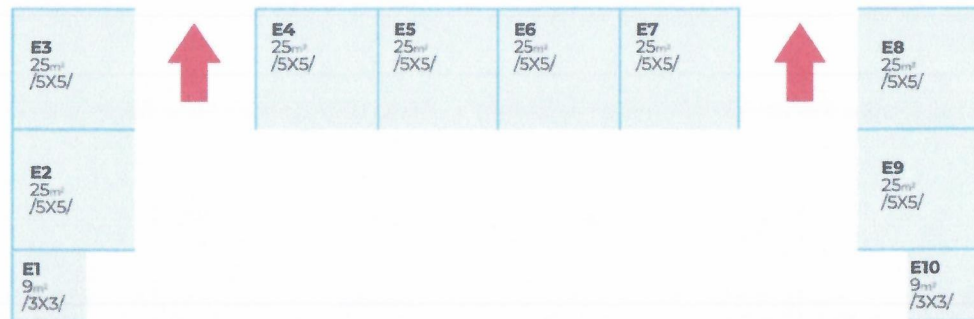 E3
25m²
/5X5/
E4
25m²
/5X5/
E5
25m²
/5X5/
E6
25m²
/5X5/
E7
25m²
/5X5/
E8
25m²
/5X5/
E2
25m²
/5X5/
E9
25m²
/5X5/
E1
9m²
/3X3/
E10
9m²
/3X3/